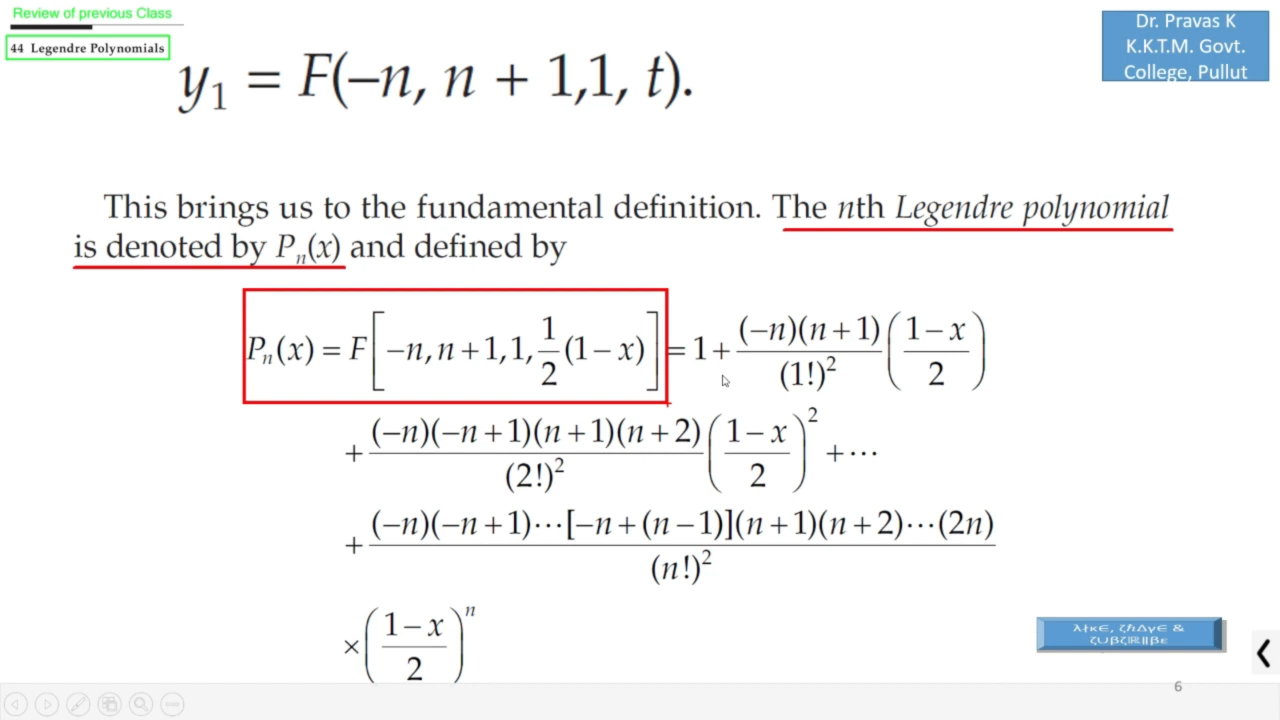 Review of previous Class
44 Legendre Polynomials
Dr. Pravas K
K.K.T.M. Govt.
College, Pullut
y₁ = F(–n, n + 1,1, t).
This brings us to the fundamental definition. The nth Legendre polynomial
is denoted by Pₙ(x) and defined by
Pₙ(x) = F[−n, n+1, 1, 1/2 (1−x)] = 1 + (−n)(n+1)/(1!)² ((1−x)/2)
+ (−n)(−n+1)(n+1)(n+2)/(2!)² ((1−x)/2)² + ⋯
+ (−n)(−n+1)⋯[−n+(n−1)](n+1)(n+2)⋯(2n)/(n!)²
× ((1−x)/2)ⁿ
6